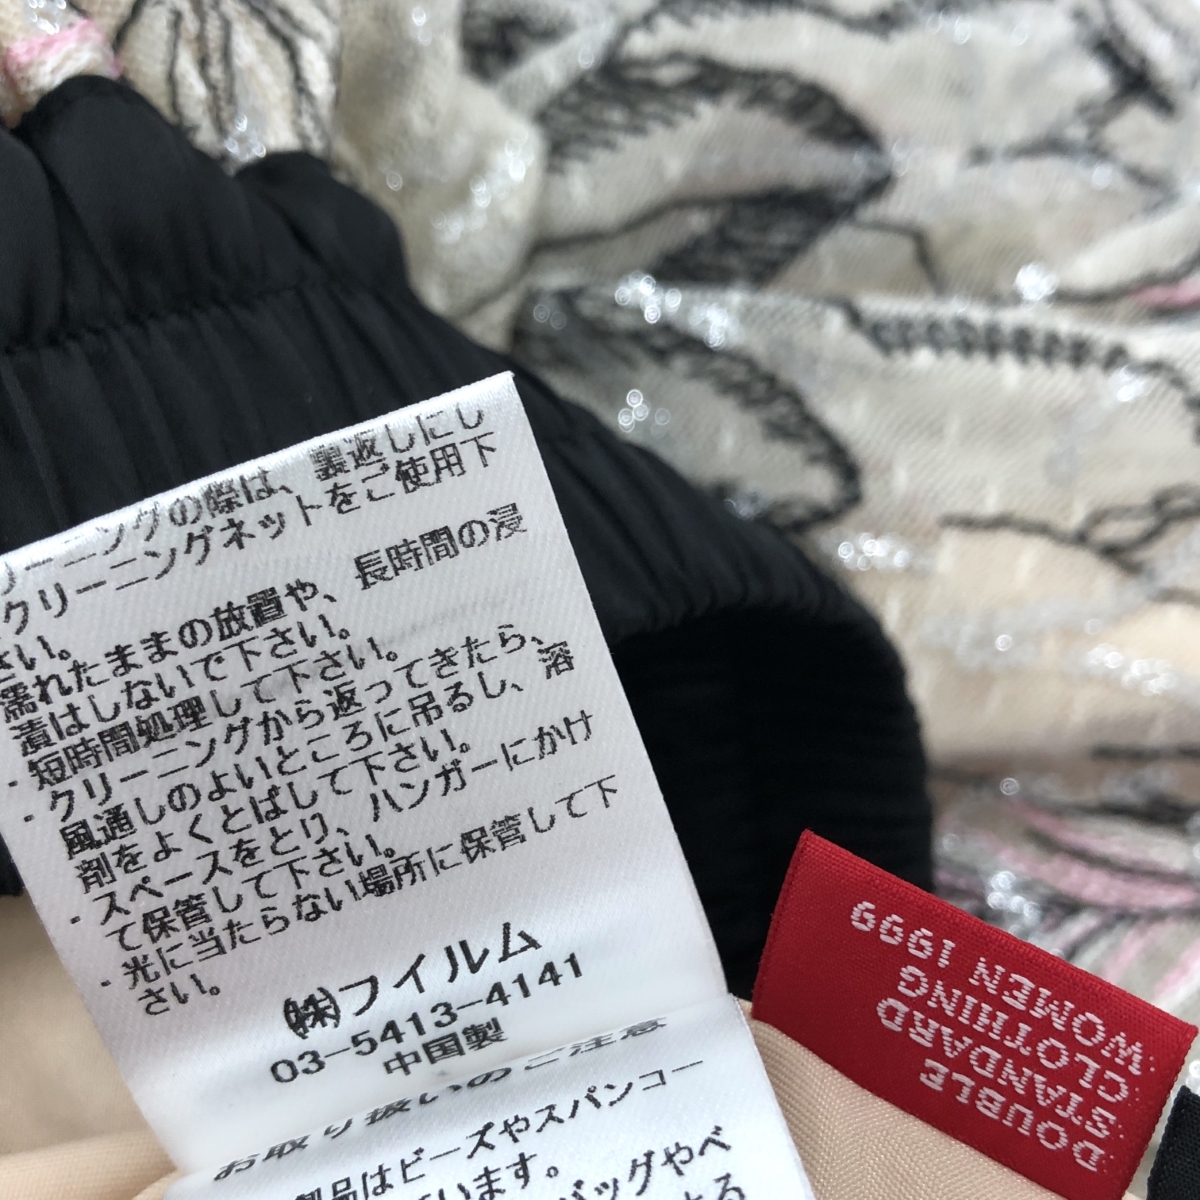 リーニングの際は、裏返しにし
クリーニングネットをご使用下
さい。
濡れたままの放置や、長時間の浸
漬はしないで下さい。
・短時間処理して下さい。
・クリーニングから返ってきたら、
風通しのよいところに吊るし、溶
剤をよくとばして下さい。
・スペースをとり、ハンガーにかけ
て保管して下さい。
・光に当たらない場所に保管して下
さい。
㈱フイルム
03-5413-4141
中国製
お取り扱いのご注意
製品はビーズやスパンコー
ています。
バッグやベ
する
DOUBLE
STANDARD
CLOTHING
WOMEN 1999